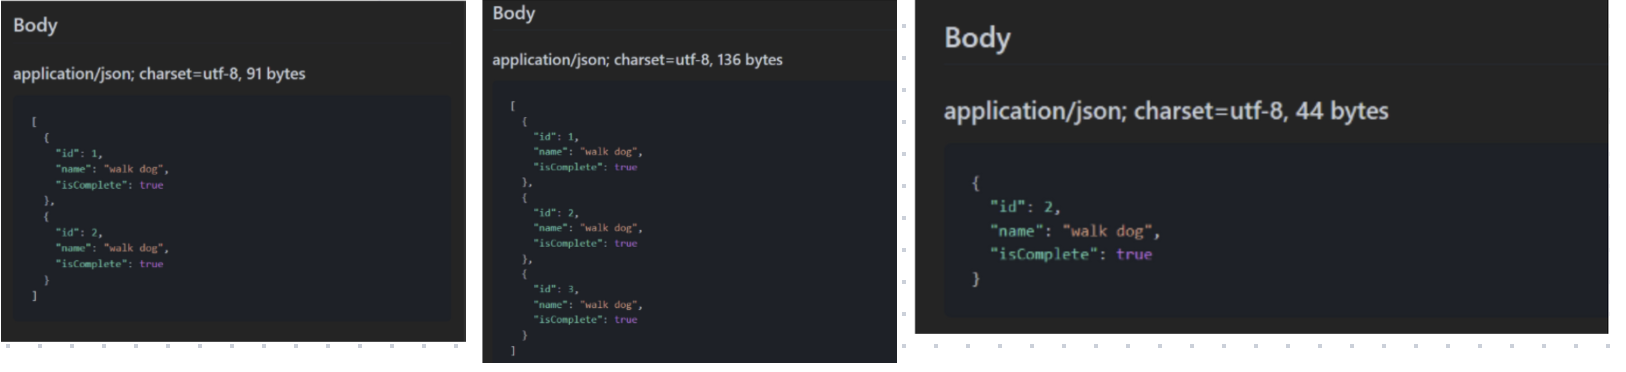 Body
application/json; charset=utf-8, 91 bytes
[
{
"id": 1,
"name": "walk dog",
"isComplete": true
},
{
"id": 2,
"name": "walk dog",
"isComplete": true
}
]
Body
application/json; charset=utf-8, 136 bytes
[
{
"id": 1,
"name": "walk dog",
"isComplete": true
},
{
"id": 2,
"name": "walk dog",
"isComplete": true
},
{
"id": 3,
"name": "walk dog",
"isComplete": true
}
]
Body
application/json; charset=utf-8, 44 bytes
{
"id": 2,
"name": "walk dog",
"isComplete": true
}